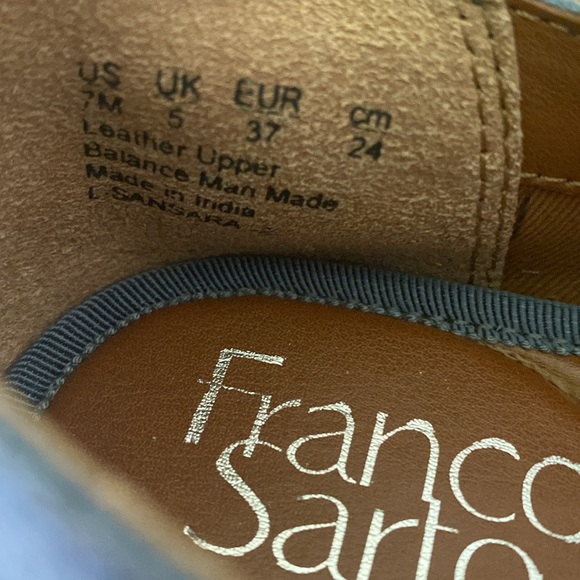 US UK EUR cm
7M 5 37 24
Leather Upper
Balance Man Made
Made in India
L-SANSARA
Franco
Sarto